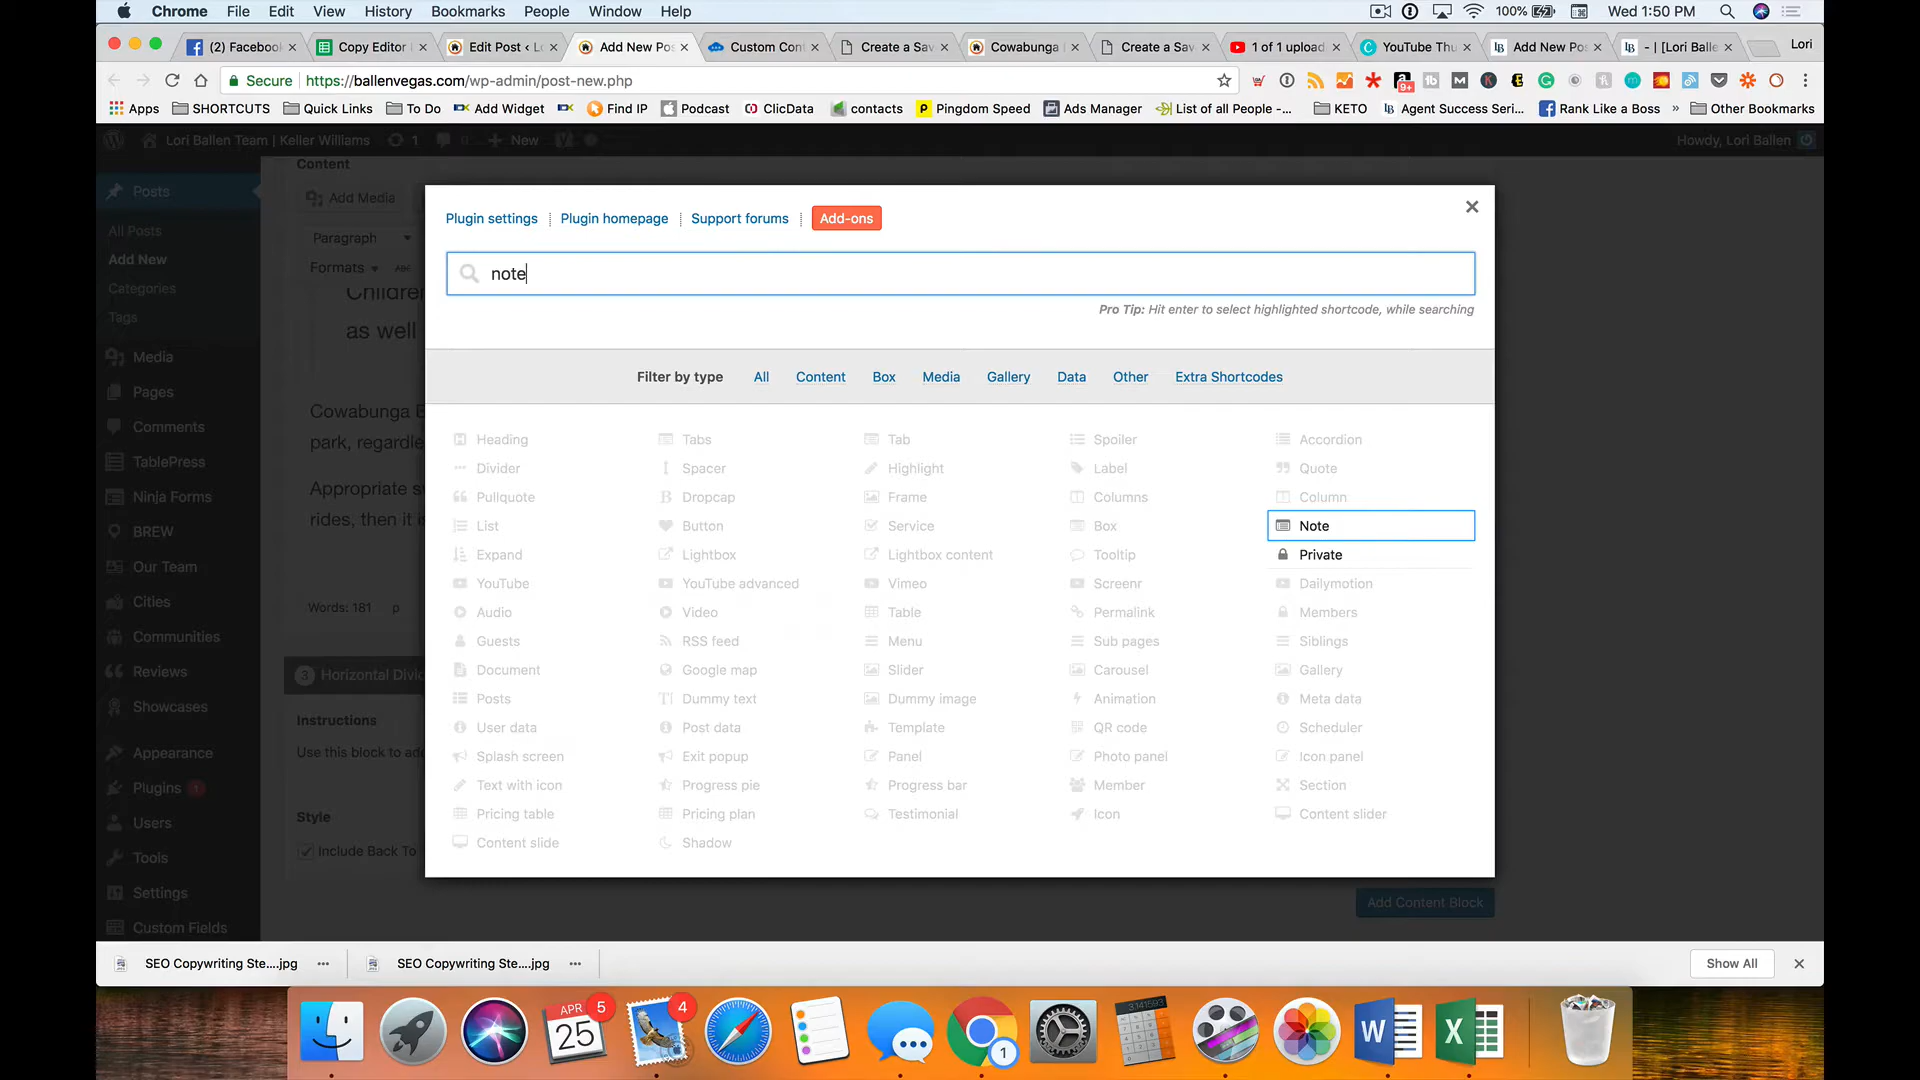 Chrome File Edit View History Bookmarks People Window Help 100% Wed 1:50 PM
(2) Facebook Copy Editor Edit Post ‹ Lo Add New Pos Custom Con Create a Sav Cowabunga Create a Sav 1 of 1 upload YouTube Thu Add New Po - | [Lori Balle Lori
Secure https://ballenvegas.com/wp-admin/post-new.php
Apps SHORTCUTS Quick Links To Do Add Widget Find IP Podcast ClicData contacts Pingdom Speed Ads Manager List of all People -... KETO Agent Success Seri... Rank Like a Boss » Other Bookmarks
Lori Ballen Team | Keller Williams 1 0 New Howdy, Lori Ballen
Content
Posts
Add Media
Plugin settings Plugin homepage Support forums Add-ons
All Posts
Paragraph
Add New
Formats ABC
note
Categories
Children
Pro Tip: Hit enter to select highlighted shortcode, while searching
Tags
as well
Media
Filter by type All Content Box Media Gallery Data Other Extra Shortcodes
Pages
Cowabunga B
Comments
park, regardle
Heading Tabs Tab Spoiler Accordion
TablePress
Divider Spacer Highlight Label Quote
Ninja Forms
Appropriate s
Pullquote Dropcap Frame Columns Column
BREW
rides, then it i
List Button Service Box Note
Our Team
Expand Lightbox Lightbox content Tooltip Private
YouTube YouTube advanced Vimeo Screenr Dailymotion
Cities
Words: 181 p
Audio Video Table Permalink Members
Communities
Guests RSS feed Menu Sub pages Siblings
Reviews
3 Horizontal Divi
Document Google map Slider Carousel Gallery
Showcases
Posts Dummy text Dummy image Animation Meta data
Instructions
User data Post data Template QR code Scheduler
Appearance
Use this block to add
Splash screen Exit popup Panel Photo panel Icon panel
Plugins 1
Text with icon Progress pie Progress bar Member Section
Users
Style
Pricing table Pricing plan Testimonial Icon Content slider
Tools
Include Back To
Content slide Shadow
Settings
Custom Fields
Add Content Block
SEO Copywriting Ste....jpg SEO Copywriting Ste....jpg Show All
APR 25 5 4 1 3.141593 W X